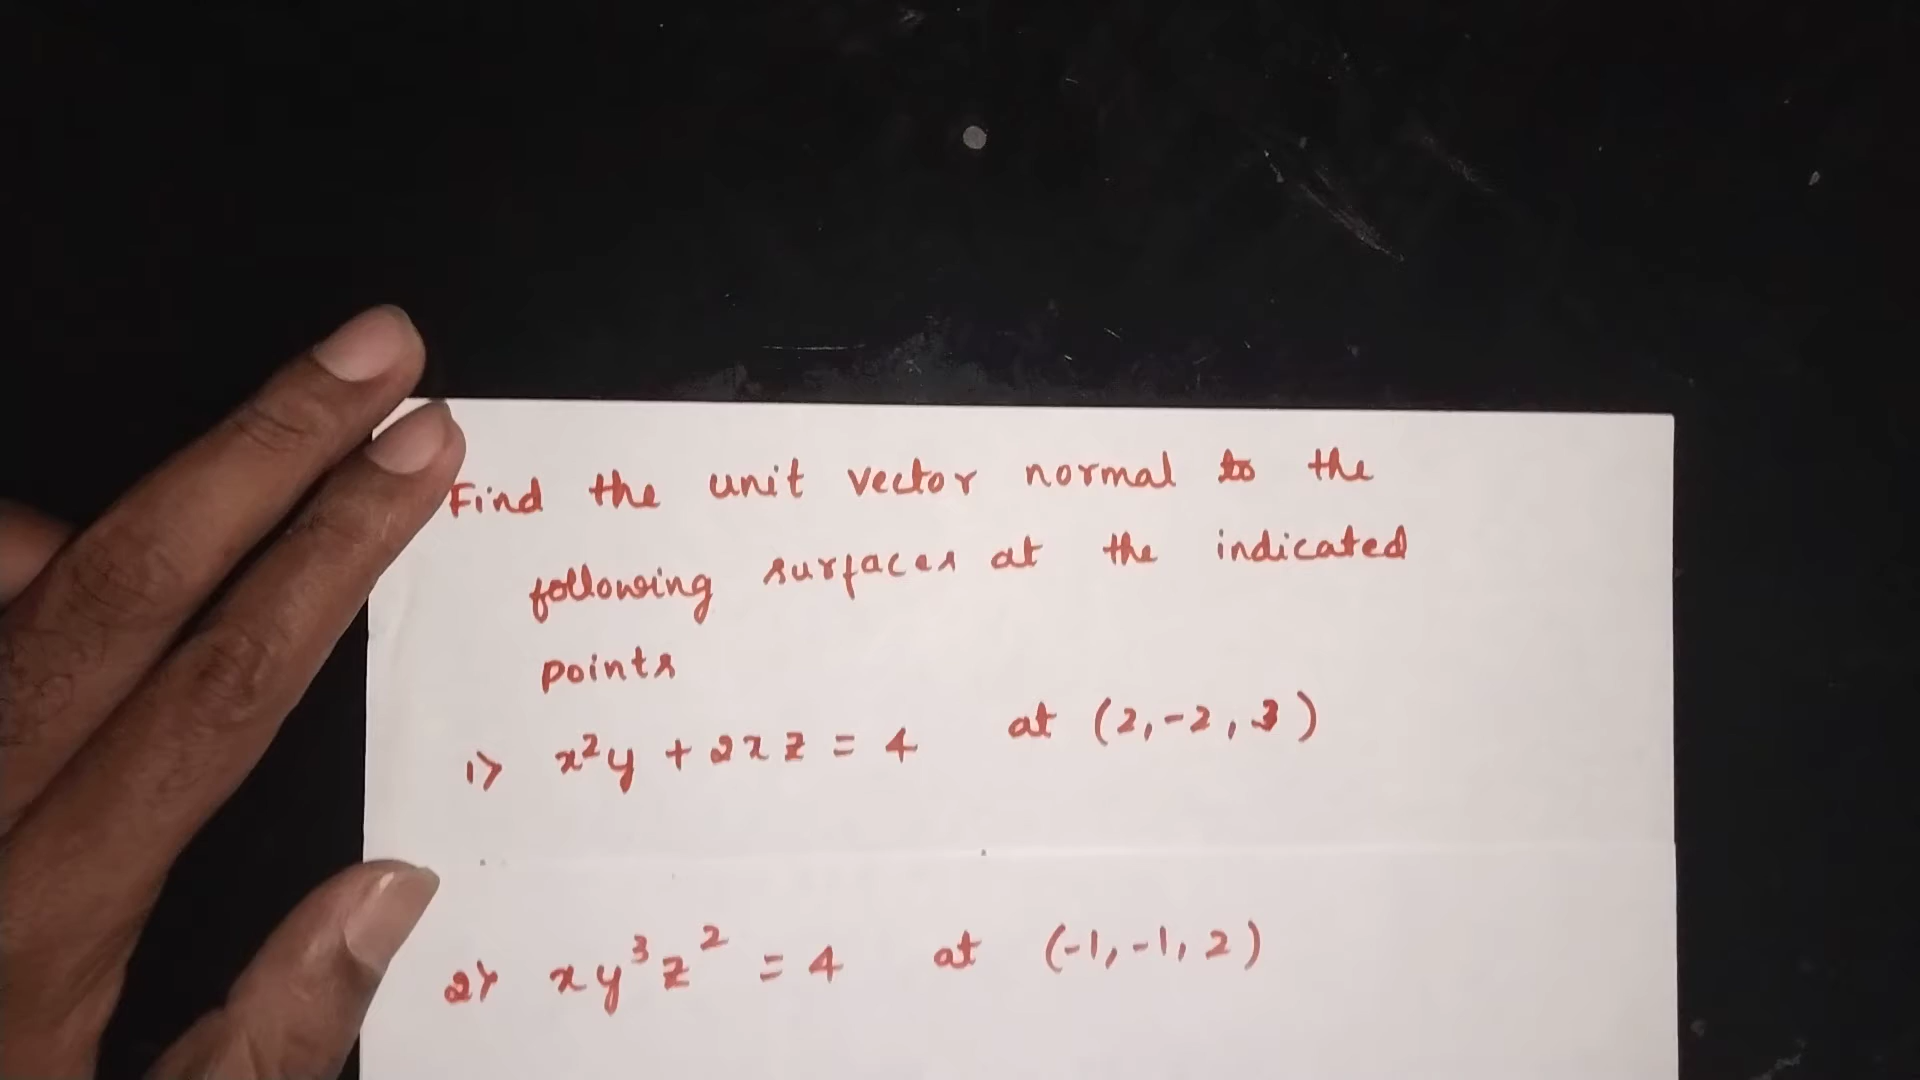 Find the unit vector normal to the
following surfaces at the indicated
points
1) x²y + 2xz = 4 at (2,-2,3)
2) xy³z² = 4 at (-1,-1,2)